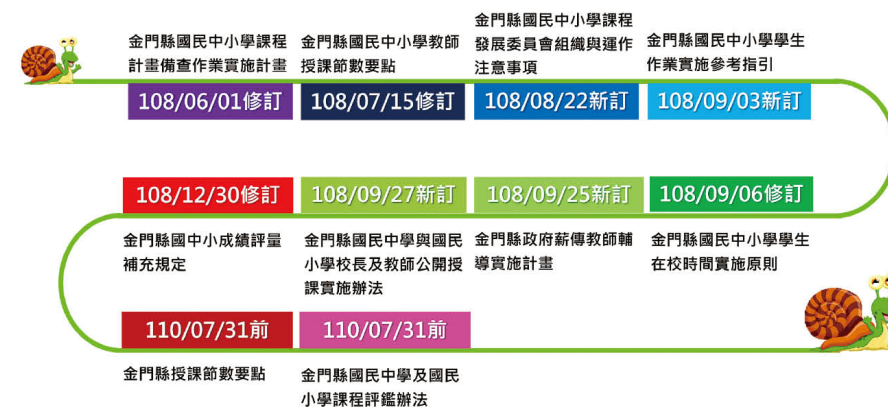 金門縣國民中小學課程
計畫備查作業實施計畫
108/06/01修訂
金門縣國民中小學教師
授課節數要點
108/07/15修訂
金門縣國民中小學課程
發展委員會組織與運作
注意事項
108/08/22新訂
金門縣國民中小學學生
作業實施參考指引
108/09/03新訂
108/12/30修訂
金門縣國中小成績評量
補充規定
108/09/27新訂
金門縣國民中學與國民
小學校長及教師公開授
課實施辦法
108/09/25新訂
金門縣政府薪傳教師輔
導實施計畫
108/09/06修訂
金門縣國民中小學學生
在校時間實施原則
110/07/31前
金門縣授課節數要點
110/07/31前
金門縣國民中學及國民
小學課程評鑑辦法